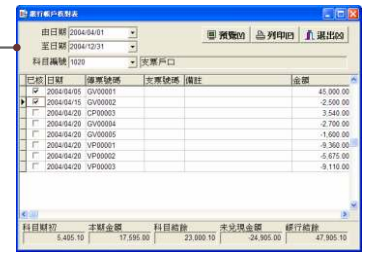 銀行帳戶核對表
由日期 2004/04/01
至日期 2004/12/31
科目編號 1020 支票戶口
預覽(V) 列印(P) 退出(X)
已核 日期 傳票號碼 支票號碼 備註 金額
2004/04/05 GV00001 45,000.00
2004/04/15 GV00002 -2,500.00
2004/04/20 CP00003 3,540.00
2004/04/20 GV00004 -2,700.00
2004/04/20 GV00005 -1,600.00
2004/04/20 VP00001 -9,360.00
2004/04/20 VP00002 -5,675.00
2004/04/20 VP00003 -9,110.00
科目期初 本期金額 科目結餘 未兌現金額 銀行結餘
5,405.10 17,595.00 23,000.10 -24,905.00 47,905.10